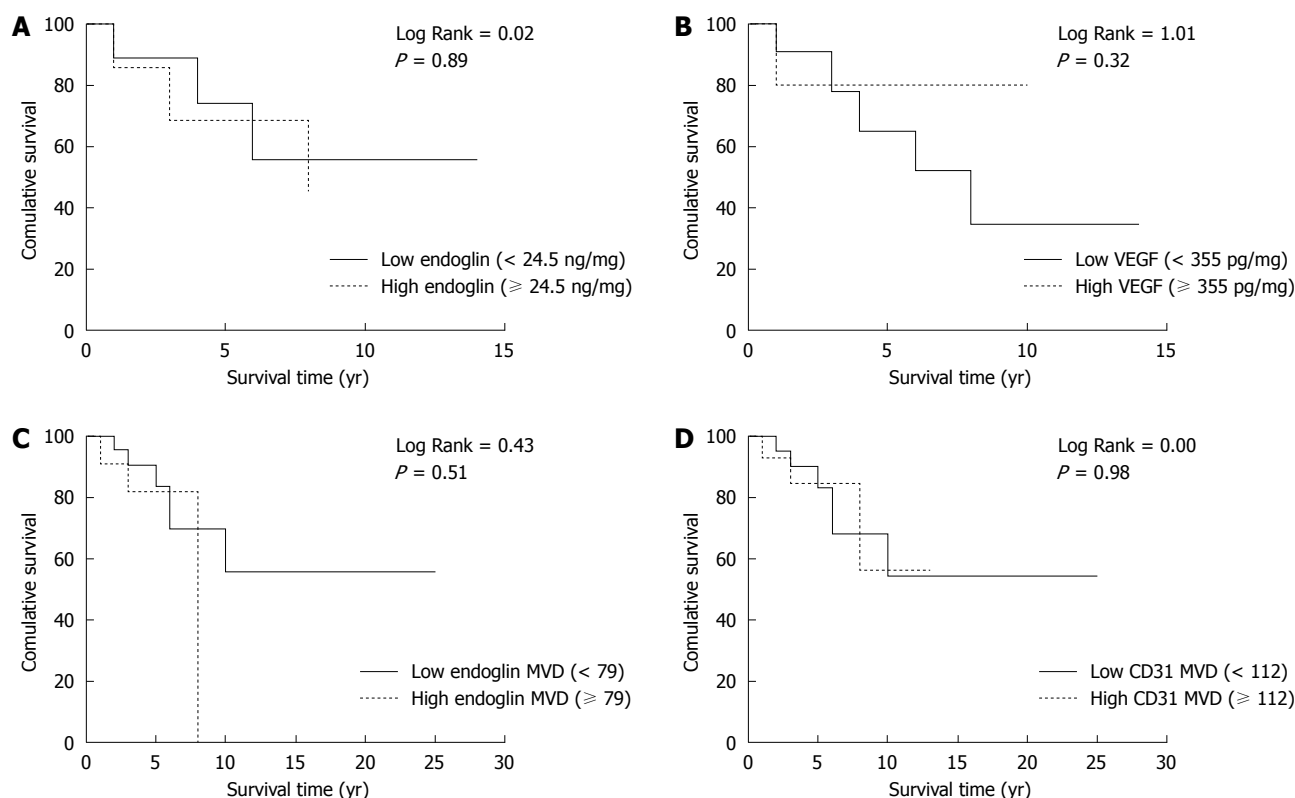 A
Log Rank = 0.02
P = 0.89
Comulative survival
100
80
60
40
20
0
Low endoglin (< 24.5 ng/mg)
High endoglin (≥ 24.5 ng/mg)
0 5 10 15
Survival time (yr)
B
Log Rank = 1.01
P = 0.32
Comulative survival
100
80
60
40
20
0
Low VEGF (< 355 pg/mg)
High VEGF (≥ 355 pg/mg)
0 5 10 15
Survival time (yr)
C
Log Rank = 0.43
P = 0.51
Comulative survival
100
80
60
40
20
0
Low endoglin MVD (< 79)
High endoglin MVD (≥ 79)
0 5 10 15 20 25 30
Survival time (yr)
D
Log Rank = 0.00
P = 0.98
Comulative survival
100
80
60
40
20
0
Low CD31 MVD (< 112)
High CD31 MVD (≥ 112)
0 5 10 15 20 25 30
Survival time (yr)